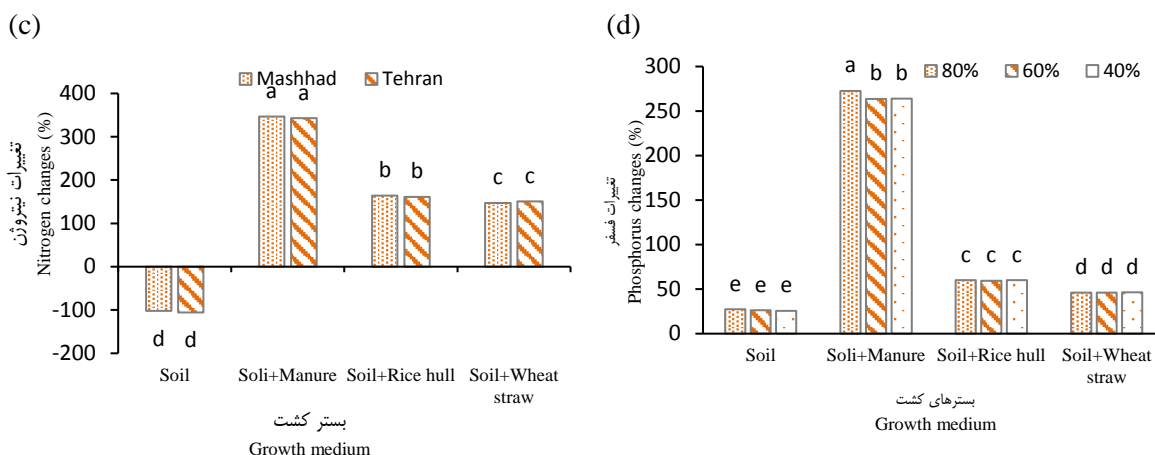 (c)
Mashhad Tehran
a a
b b
c c
d d
400
300
200
100
0
-100
-200
تغییرات نیتروژن
Nitrogen changes (%)
Soil Soli+Manure Soil+Rice hull Soil+Wheat
straw
بستر کشت
Growth medium
(d)
80% 60% 40%
a b b
c c c
d d d
e e e
300
250
200
150
100
50
0
تغییرات فسفر
Phosphorus changes (%)
Soil Soil+Manure Soil+Rice hull Soil+Wheat
straw
بسترهای کشت
Growth medium